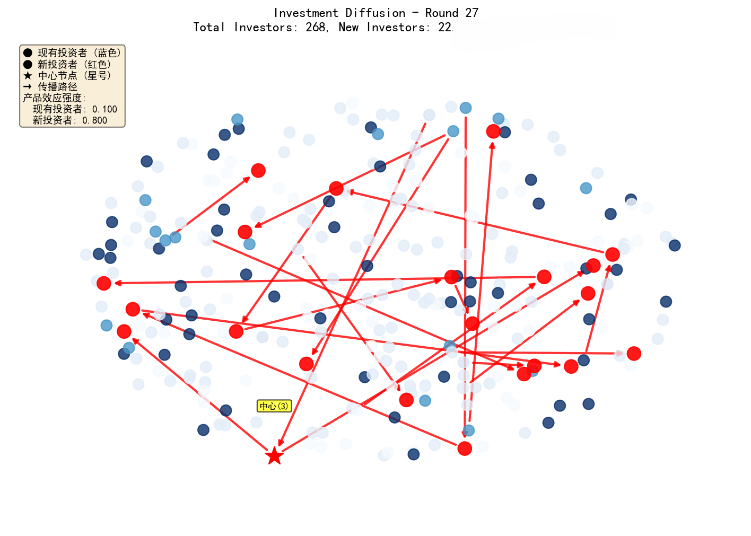 Investment Diffusion - Round 27
Total Investors: 268, New Investors: 22
● 现有投资者 (蓝色)
● 新投资者 (红色)
★ 中心节点 (星号)
→ 传播路径
产品效应强度:
现有投资者: 0.100
新投资者: 0.800
中心(3)